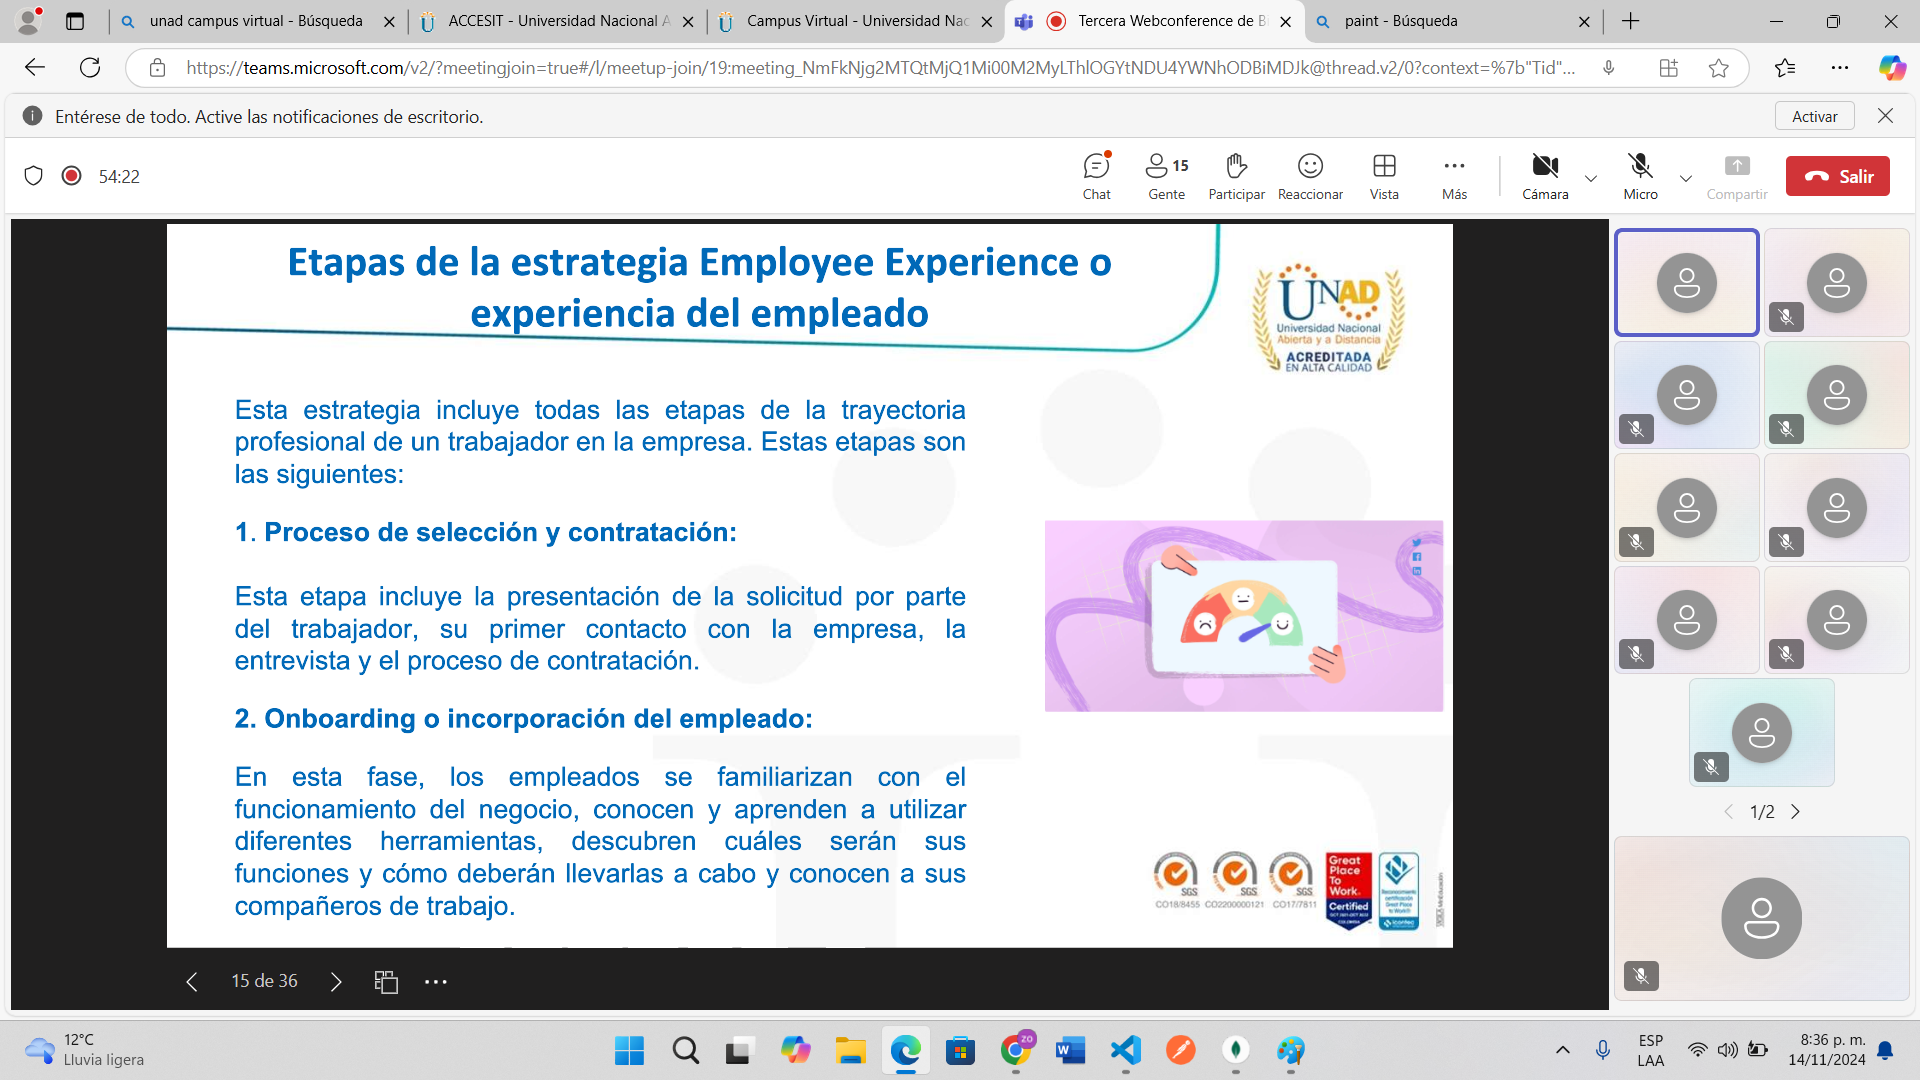 unad campus virtual - Búsqueda
ACCESIT - Universidad Nacional A
Campus Virtual - Universidad Nac
Tercera Webconference de Bi
paint - Búsqueda
https://teams.microsoft.com/v2/?meetingjoin=true#/l/meetup-join/19:meeting_NmFkNjg2MTQtMjQ1Mi00M2MyLThlOGYtNDU4YWNhODBiMDJk@thread.v2/0?context=%7b"Tid"...
Entérese de todo. Active las notificaciones de escritorio.
Activar
54:22
Chat
15
Gente
Participar
Reaccionar
Vista
Más
Cámara
Micro
Compartir
Salir
Etapas de la estrategia Employee Experience o
experiencia del empleado
UNAD
Universidad Nacional
Abierta y a Distancia
ACREDITADA
EN ALTA CALIDAD
Esta estrategia incluye todas las etapas de la trayectoria
profesional de un trabajador en la empresa. Estas etapas son
las siguientes:
1. Proceso de selección y contratación:
Esta etapa incluye la presentación de la solicitud por parte
del trabajador, su primer contacto con la empresa, la
entrevista y el proceso de contratación.
2. Onboarding o incorporación del empleado:
En esta fase, los empleados se familiarizan con el
funcionamiento del negocio, conocen y aprenden a utilizar
diferentes herramientas, descubren cuáles serán sus
funciones y cómo deberán llevarlas a cabo y conocen a sus
compañeros de trabajo.
SGS
SGS
SGS
CO18/8455
CO2200000121
CO17/7811
Great
Place
To
Work.
Certified
COLOMBIA
icontec
1/2
15 de 36
12°C
Lluvia ligera
ZO
ESP
LAA
8:36 p. m.
14/11/2024